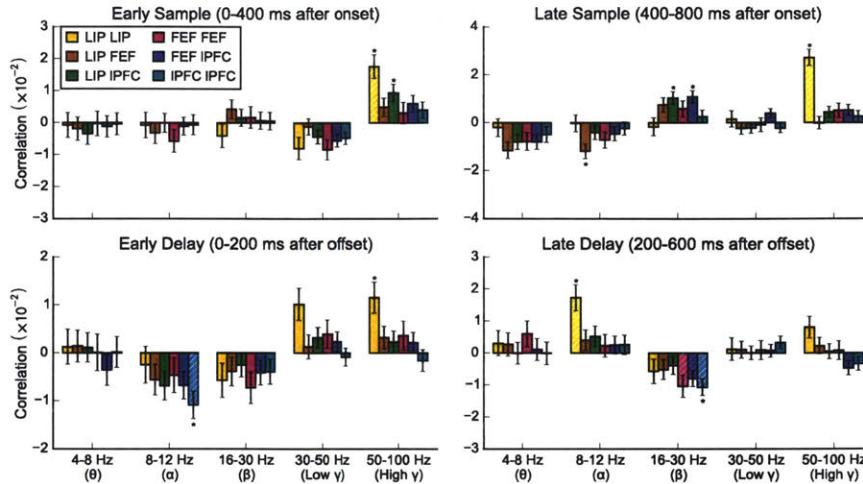 Early Sample (0-400 ms after onset)
Correlation (×10⁻²)
3
2
1
0
−1
−2
−3
LIP LIP
LIP FEF
LIP lPFC
FEF FEF
FEF lPFC
lPFC lPFC
*
*
Late Sample (400-800 ms after onset)
4
2
0
−2
−4
*
*
*
*
Early Delay (0-200 ms after offset)
Correlation (×10⁻²)
2
1
0
−1
−2
*
*
4-8 Hz
(θ)
8-12 Hz
(α)
16-30 Hz
(β)
30-50 Hz
(Low γ)
50-100 Hz
(High γ)
Late Delay (200-600 ms after offset)
3
2
1
0
−1
−2
−3
*
*
4-8 Hz
(θ)
8-12 Hz
(α)
16-30 Hz
(β)
30-50 Hz
(Low γ)
50-100 Hz
(High γ)